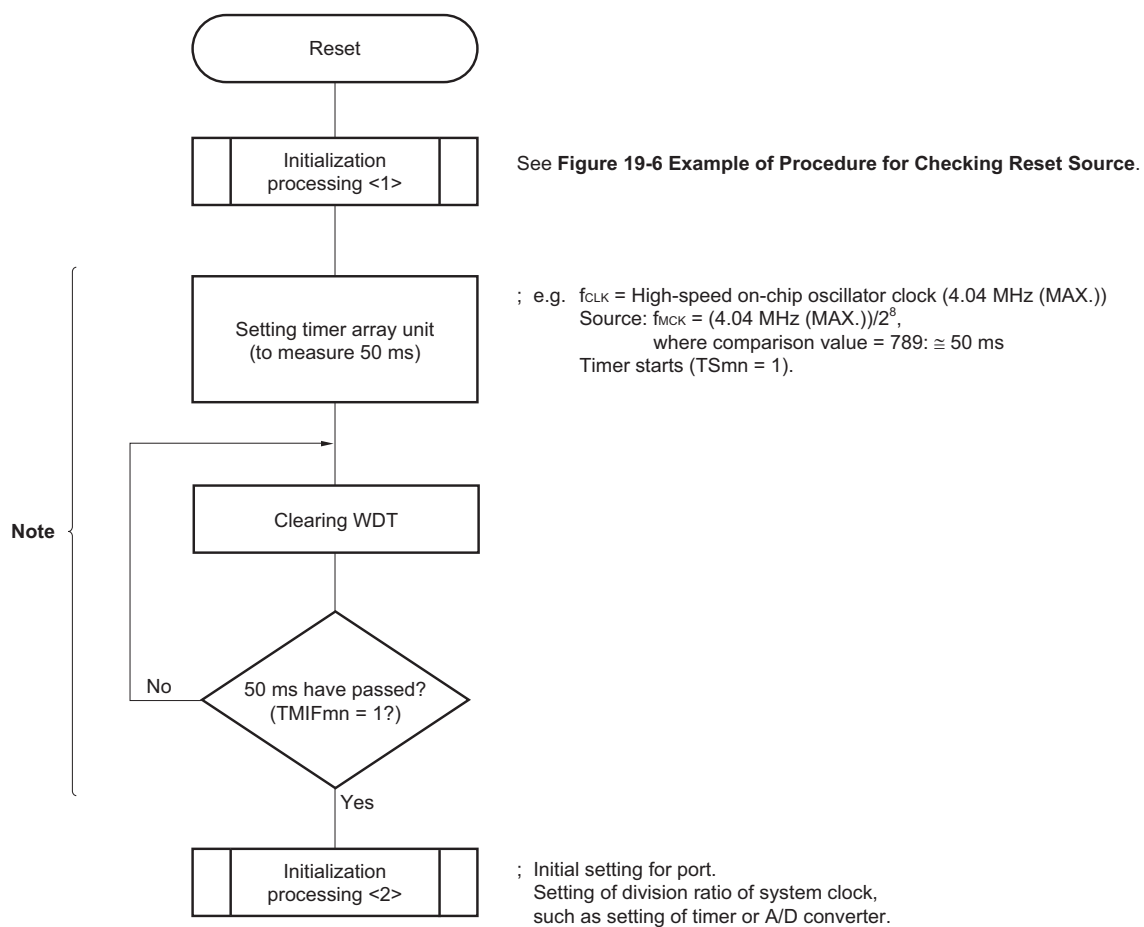 Reset
Initialization
processing <1>
See Figure 19-6 Example of Procedure for Checking Reset Source.
Setting timer array unit
(to measure 50 ms)
; e.g. fCLK = High-speed on-chip oscillator clock (4.04 MHz (MAX.))
Source: fMCK = (4.04 MHz (MAX.))/2⁸,
where comparison value = 789: ≅ 50 ms
Timer starts (TSmn = 1).
Note
Clearing WDT
No
50 ms have passed?
(TMIFmn = 1?)
Yes
Initialization
processing <2>
; Initial setting for port.
Setting of division ratio of system clock,
such as setting of timer or A/D converter.